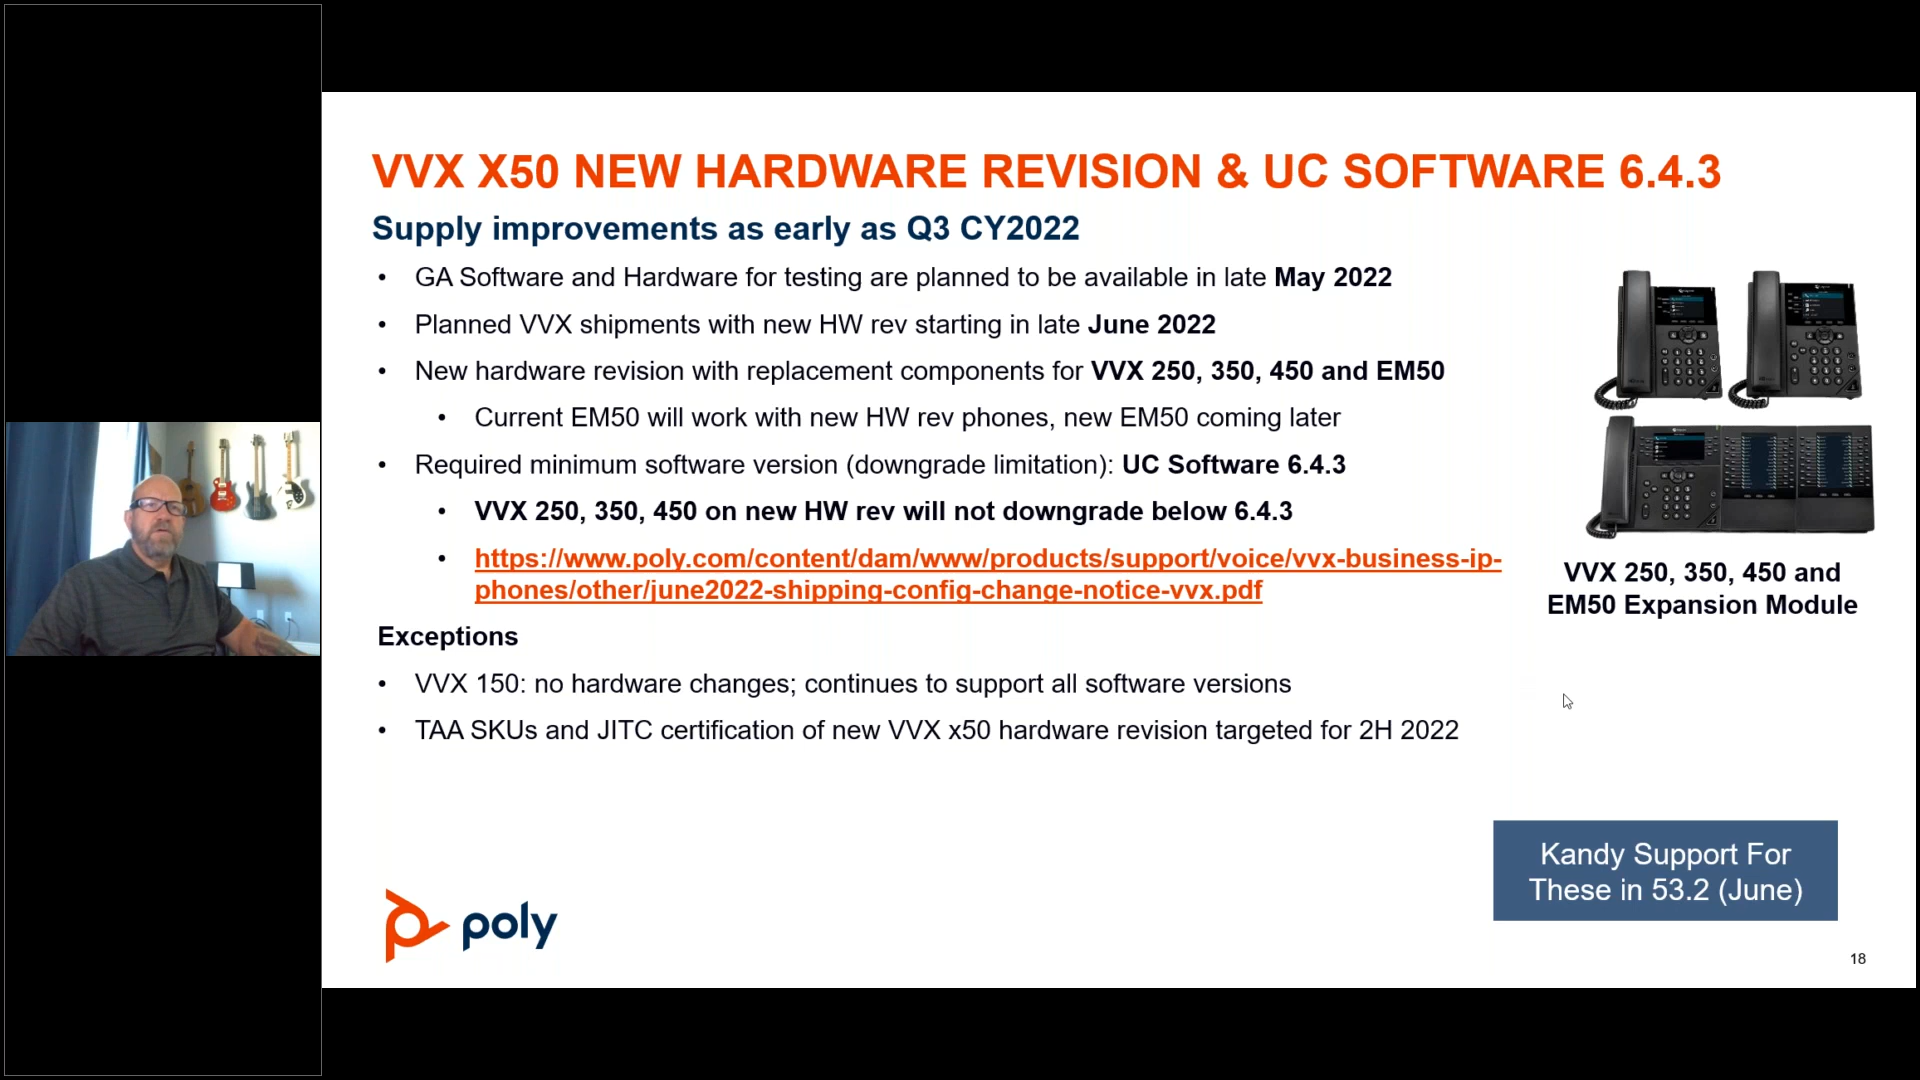 VVX X50 NEW HARDWARE REVISION & UC SOFTWARE 6.4.3
Supply improvements as early as Q3 CY2022
• GA Software and Hardware for testing are planned to be available in late May 2022
• Planned VVX shipments with new HW rev starting in late June 2022
• New hardware revision with replacement components for VVX 250, 350, 450 and EM50
• Current EM50 will work with new HW rev phones, new EM50 coming later
• Required minimum software version (downgrade limitation): UC Software 6.4.3
• VVX 250, 350, 450 on new HW rev will not downgrade below 6.4.3
• https://www.poly.com/content/dam/www/products/support/voice/vvx-business-ip-
phones/other/june2022-shipping-config-change-notice-vvx.pdf
VVX 250, 350, 450 and
EM50 Expansion Module
Exceptions
• VVX 150: no hardware changes; continues to support all software versions
• TAA SKUs and JITC certification of new VVX x50 hardware revision targeted for 2H 2022
Kandy Support For
These in 53.2 (June)
poly
18